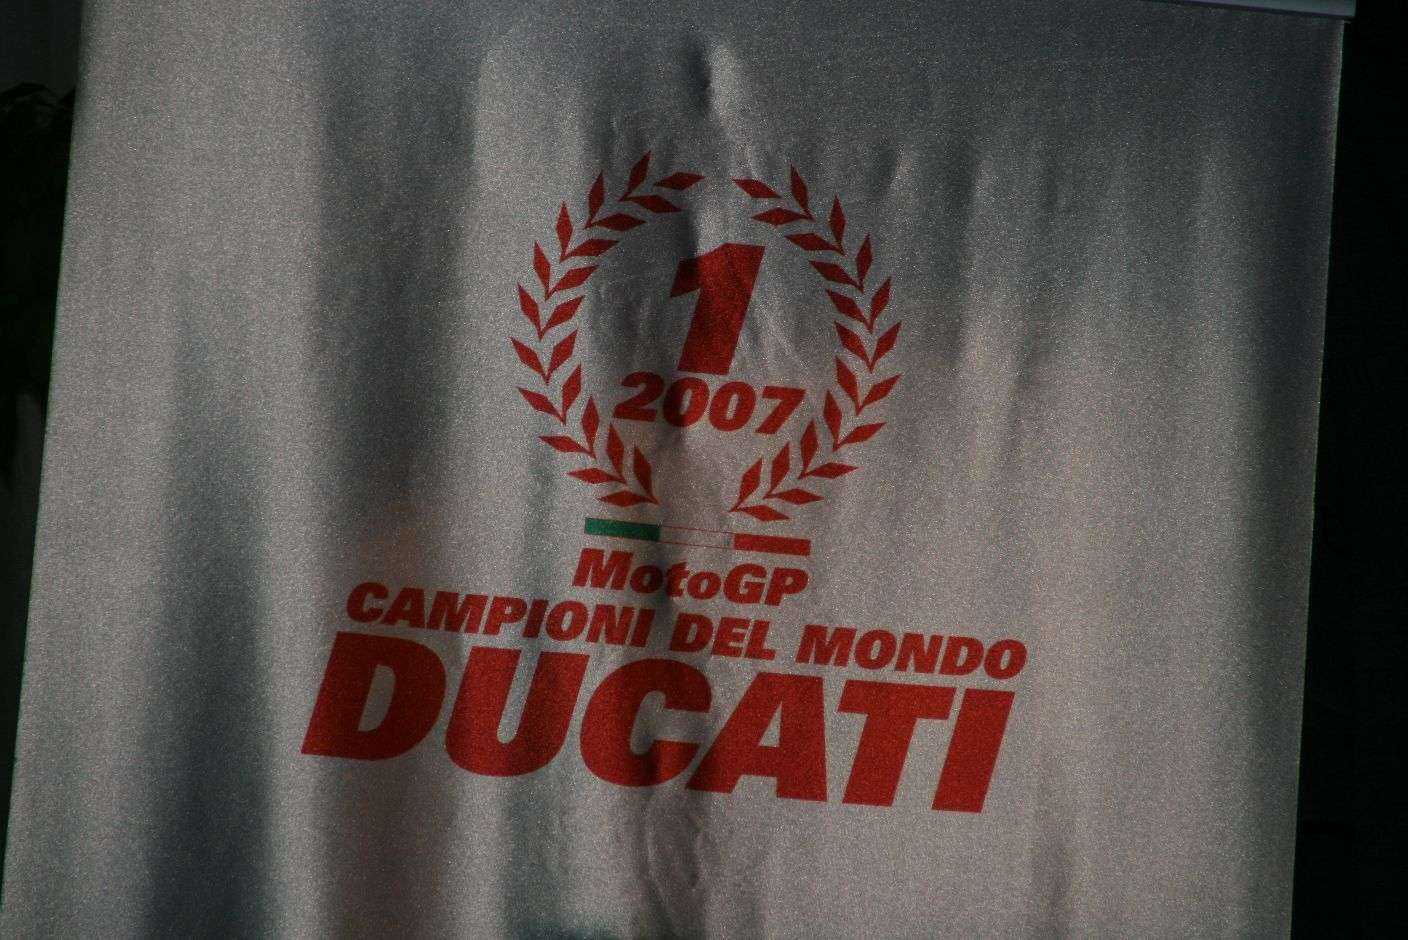 1
2007
MotoGP
CAMPIONI DEL MONDO
DUCATI